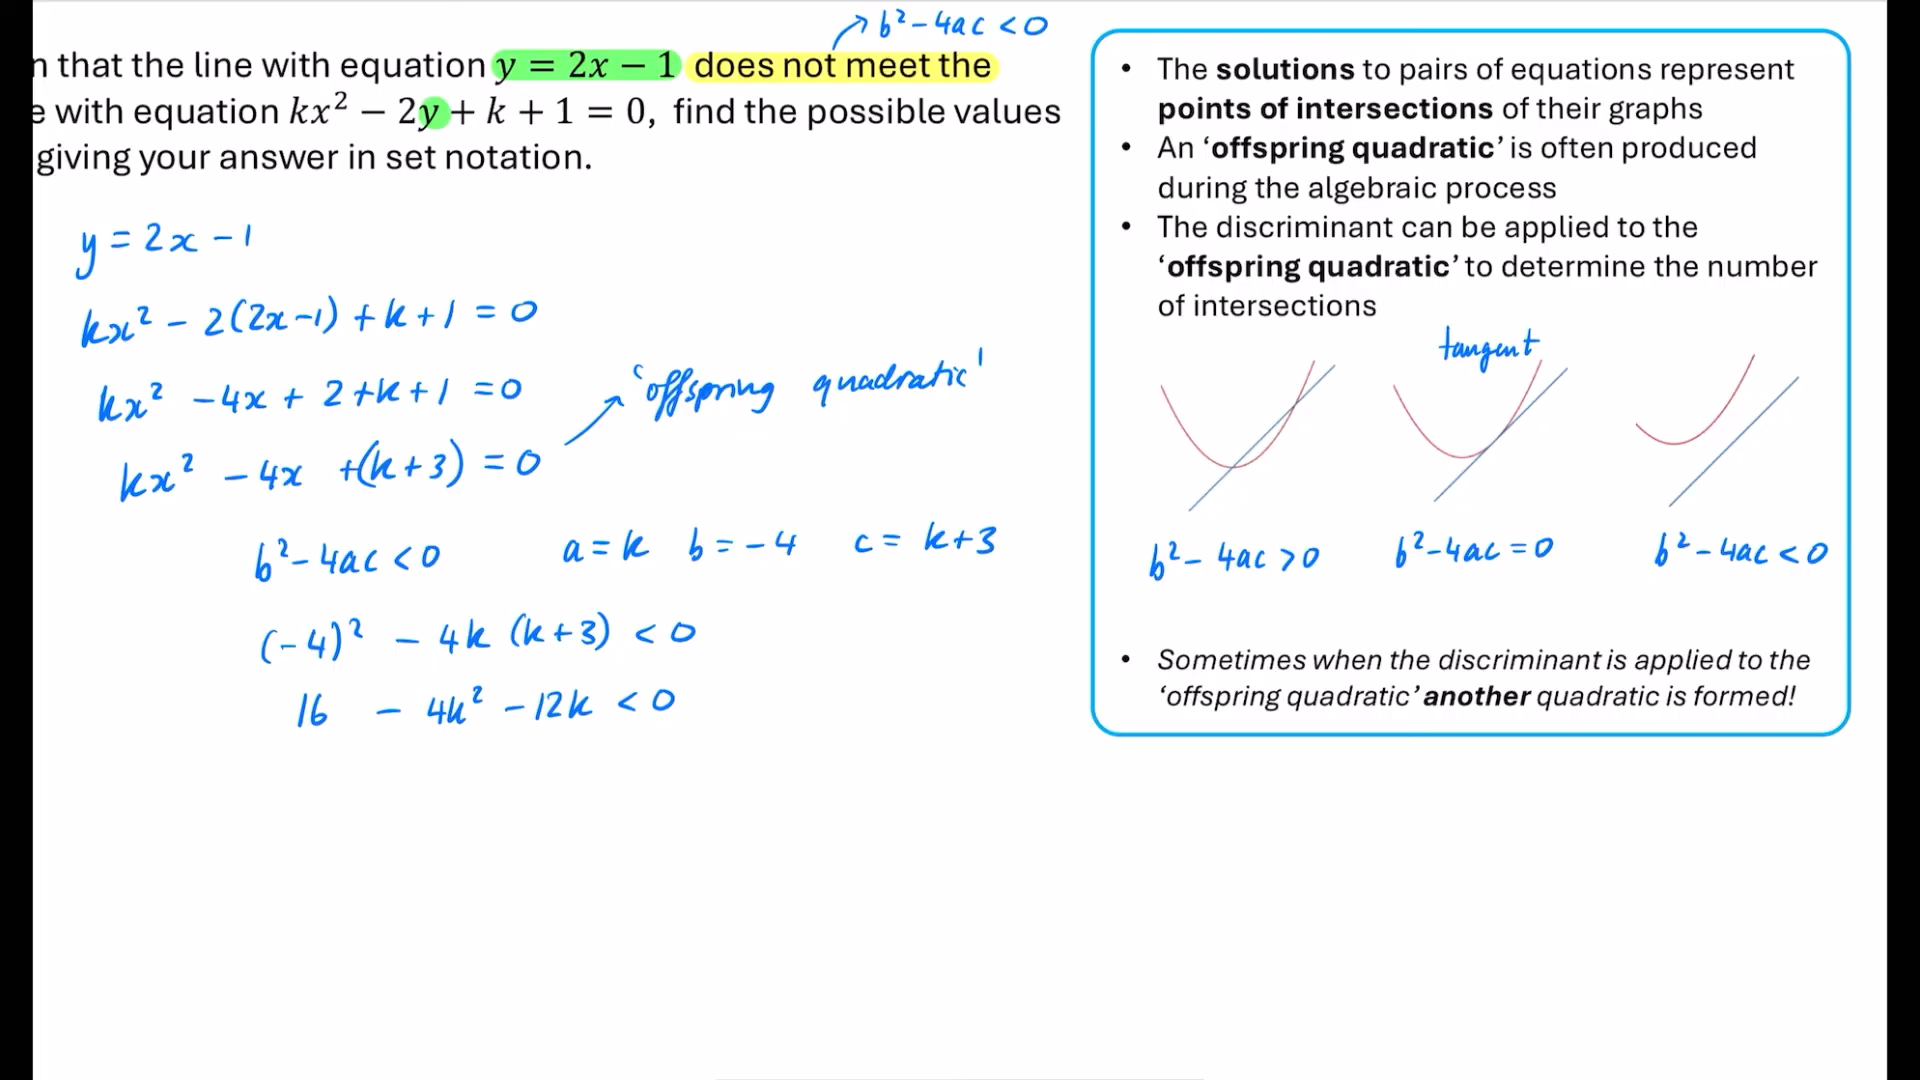 b² − 4ac < 0
that the line with equation y = 2x − 1 does not meet the
with equation kx² − 2y + k + 1 = 0, find the possible values
giving your answer in set notation.
y = 2x − 1
kx² − 2(2x−1) + k + 1 = 0
kx² − 4x + 2 + k + 1 = 0
'offspring quadratic'
kx² − 4x + (k+3) = 0
b² − 4ac < 0 a = k b = −4 c = k+3
(−4)² − 4k (k+3) < 0
16 − 4k² − 12k < 0
• The solutions to pairs of equations represent
points of intersections of their graphs
• An ‘offspring quadratic’ is often produced
during the algebraic process
• The discriminant can be applied to the
‘offspring quadratic’ to determine the number
of intersections
tangent
b² − 4ac > 0 b² − 4ac = 0 b² − 4ac < 0
• Sometimes when the discriminant is applied to the
‘offspring quadratic’ another quadratic is formed!